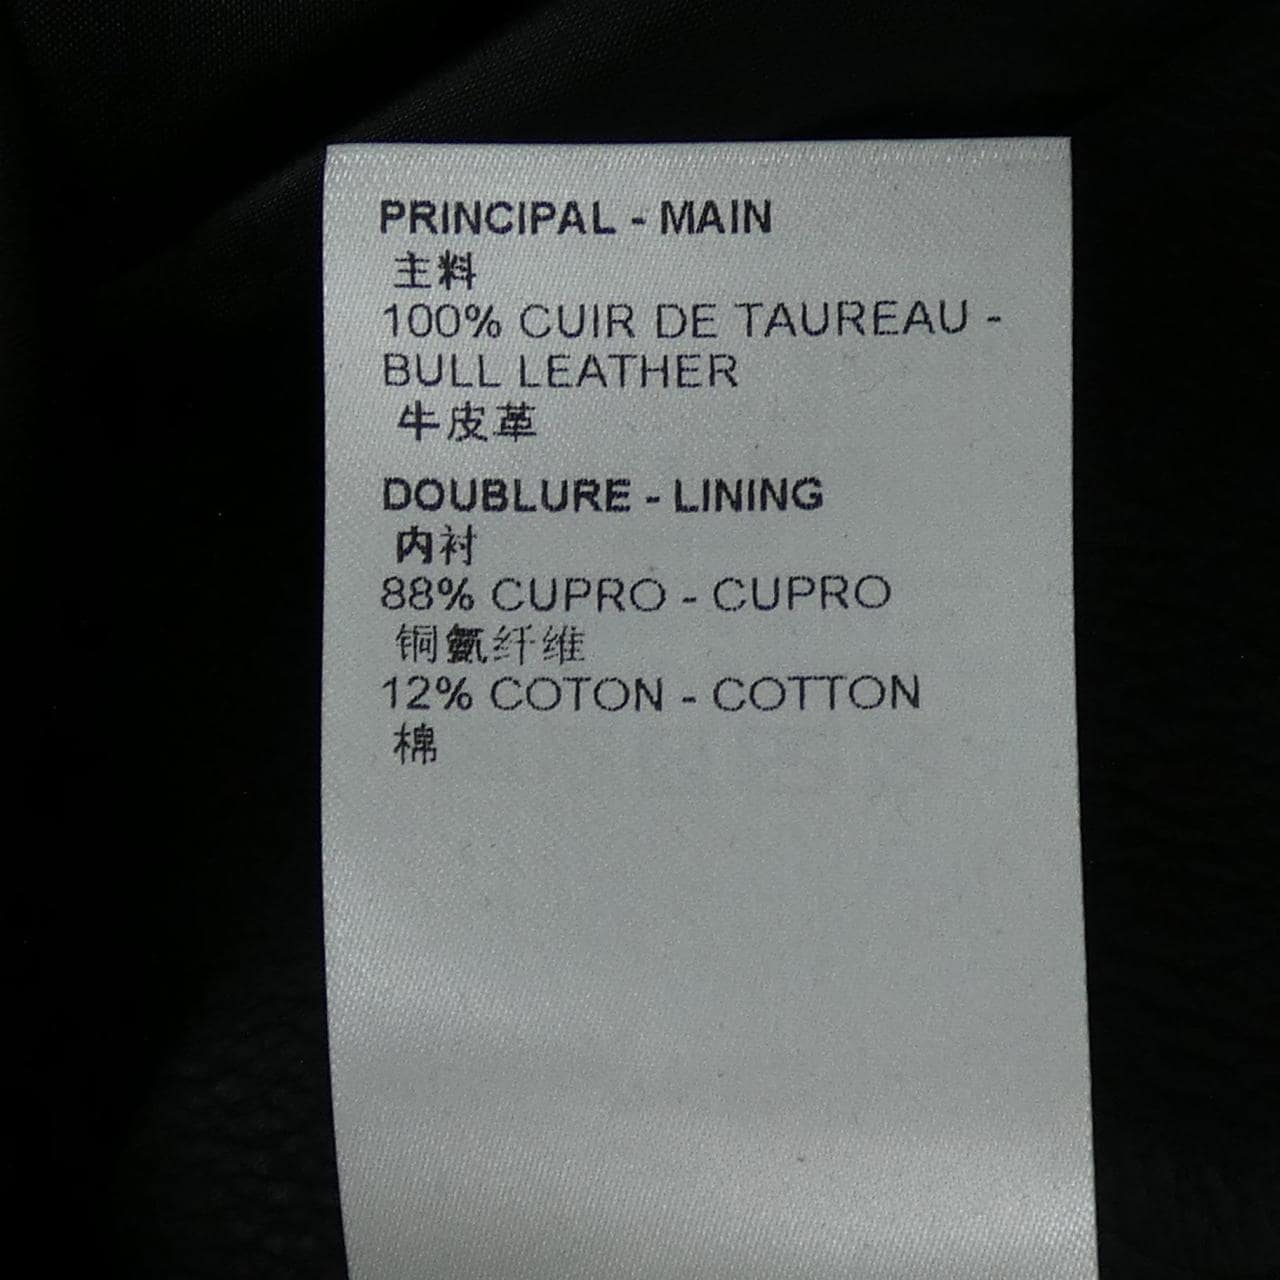 PRINCIPAL - MAIN
主料
100% CUIR DE TAUREAU -
BULL LEATHER
牛皮革
DOUBLURE - LINING
内衬
88% CUPRO - CUPRO
铜氨纤维
12% COTON - COTTON
棉